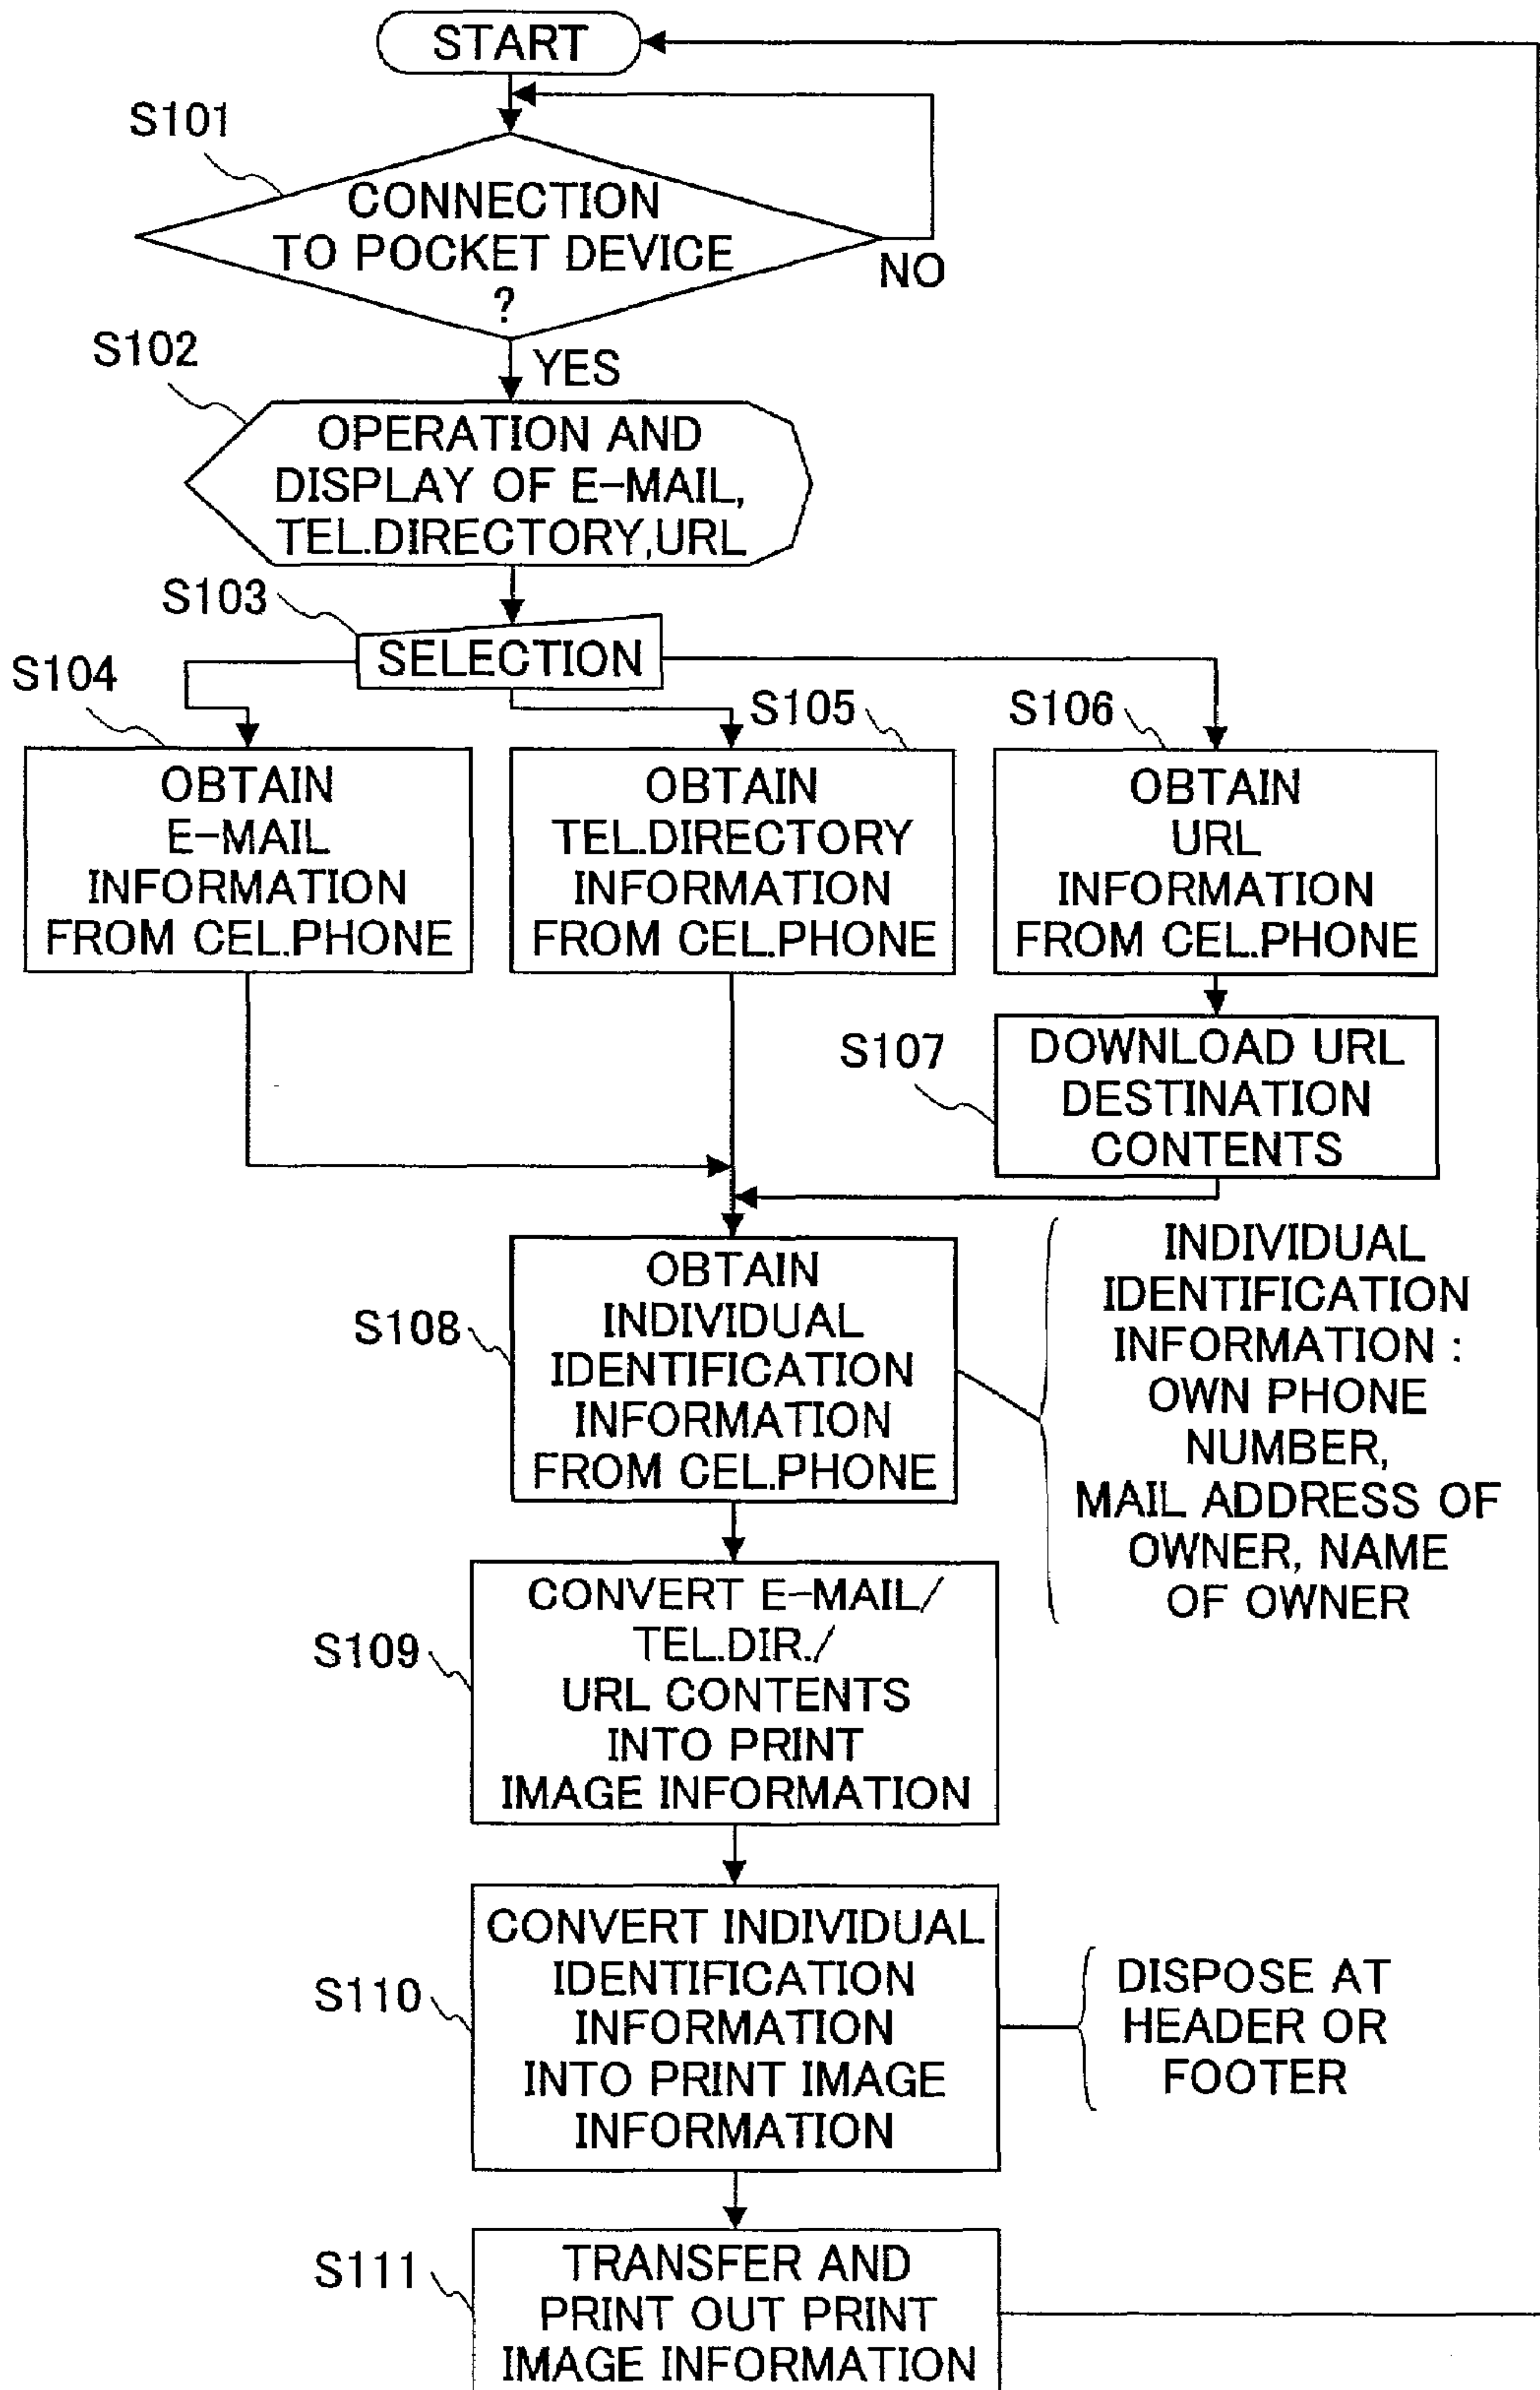 START
S101
CONNECTION
TO POCKET DEVICE
?
NO
YES
S102
OPERATION AND
DISPLAY OF E-MAIL,
TEL.DIRECTORY,URL
S103
SELECTION
S104
OBTAIN
E-MAIL
INFORMATION
FROM CEL.PHONE
S105
OBTAIN
TEL.DIRECTORY
INFORMATION
FROM CEL.PHONE
S106
OBTAIN
URL
INFORMATION
FROM CEL.PHONE
S107
DOWNLOAD URL
DESTINATION
CONTENTS
S108
OBTAIN
INDIVIDUAL
IDENTIFICATION
INFORMATION
FROM CEL.PHONE
INDIVIDUAL
IDENTIFICATION
INFORMATION :
OWN PHONE
NUMBER,
MAIL ADDRESS OF
OWNER, NAME
OF OWNER
S109
CONVERT E-MAIL/
TEL.DIR./
URL CONTENTS
INTO PRINT
IMAGE INFORMATION
S110
CONVERT INDIVIDUAL
IDENTIFICATION
INFORMATION
INTO PRINT IMAGE
INFORMATION
DISPOSE AT
HEADER OR
FOOTER
S111
TRANSFER AND
PRINT OUT PRINT
IMAGE INFORMATION